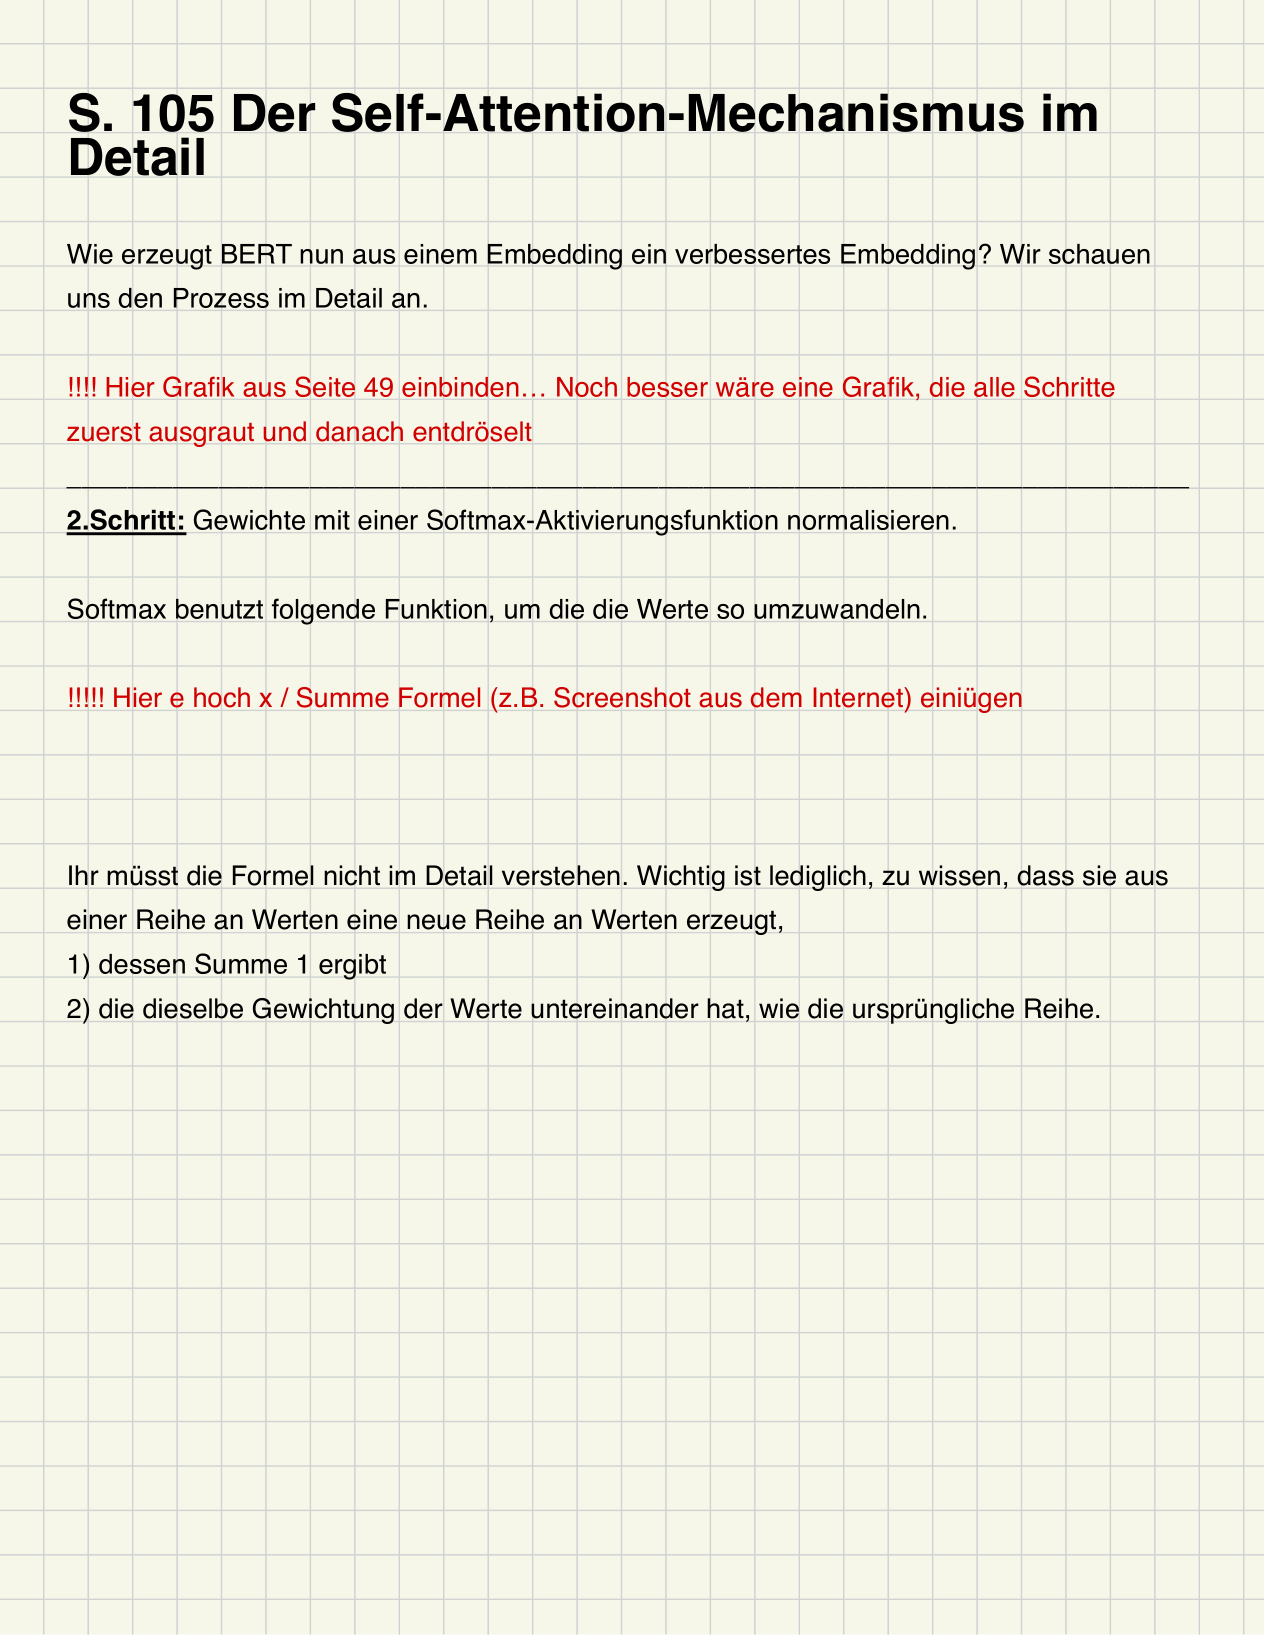 S. 105 Der Self-Attention-Mechanismus im
Detail
Wie erzeugt BERT nun aus einem Embedding ein verbessertes Embedding? Wir schauen
uns den Prozess im Detail an.
!!!! Hier Grafik aus Seite 49 einbinden… Noch besser wäre eine Grafik, die alle Schritte
zuerst ausgraut und danach entdröselt
2.Schritt: Gewichte mit einer Softmax-Aktivierungsfunktion normalisieren.
Softmax benutzt folgende Funktion, um die die Werte so umzuwandeln.
!!!!! Hier e hoch x / Summe Formel (z.B. Screenshot aus dem Internet) einiügen
Ihr müsst die Formel nicht im Detail verstehen. Wichtig ist lediglich, zu wissen, dass sie aus
einer Reihe an Werten eine neue Reihe an Werten erzeugt,
1) dessen Summe 1 ergibt
2) die dieselbe Gewichtung der Werte untereinander hat, wie die ursprüngliche Reihe.